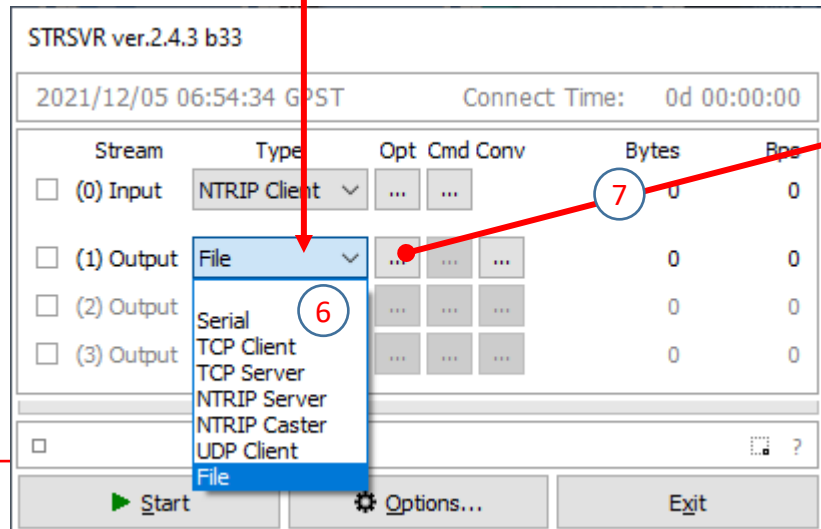 STRSVR ver.2.4.3 b33
2021/12/05 06:54:34 GPST Connect Time: 0d 00:00:00
Stream Type Opt Cmd Conv Bytes Bps
(0) Input NTRIP Client ... ... 0 0
7
(1) Output File ... ... ... 0 0
(2) Output ... ... ... 0 0
6
Serial
TCP Client
(3) Output ... ... ... 0 0
TCP Server
NTRIP Server
NTRIP Caster
UDP Client
?
File
Start Options... Exit